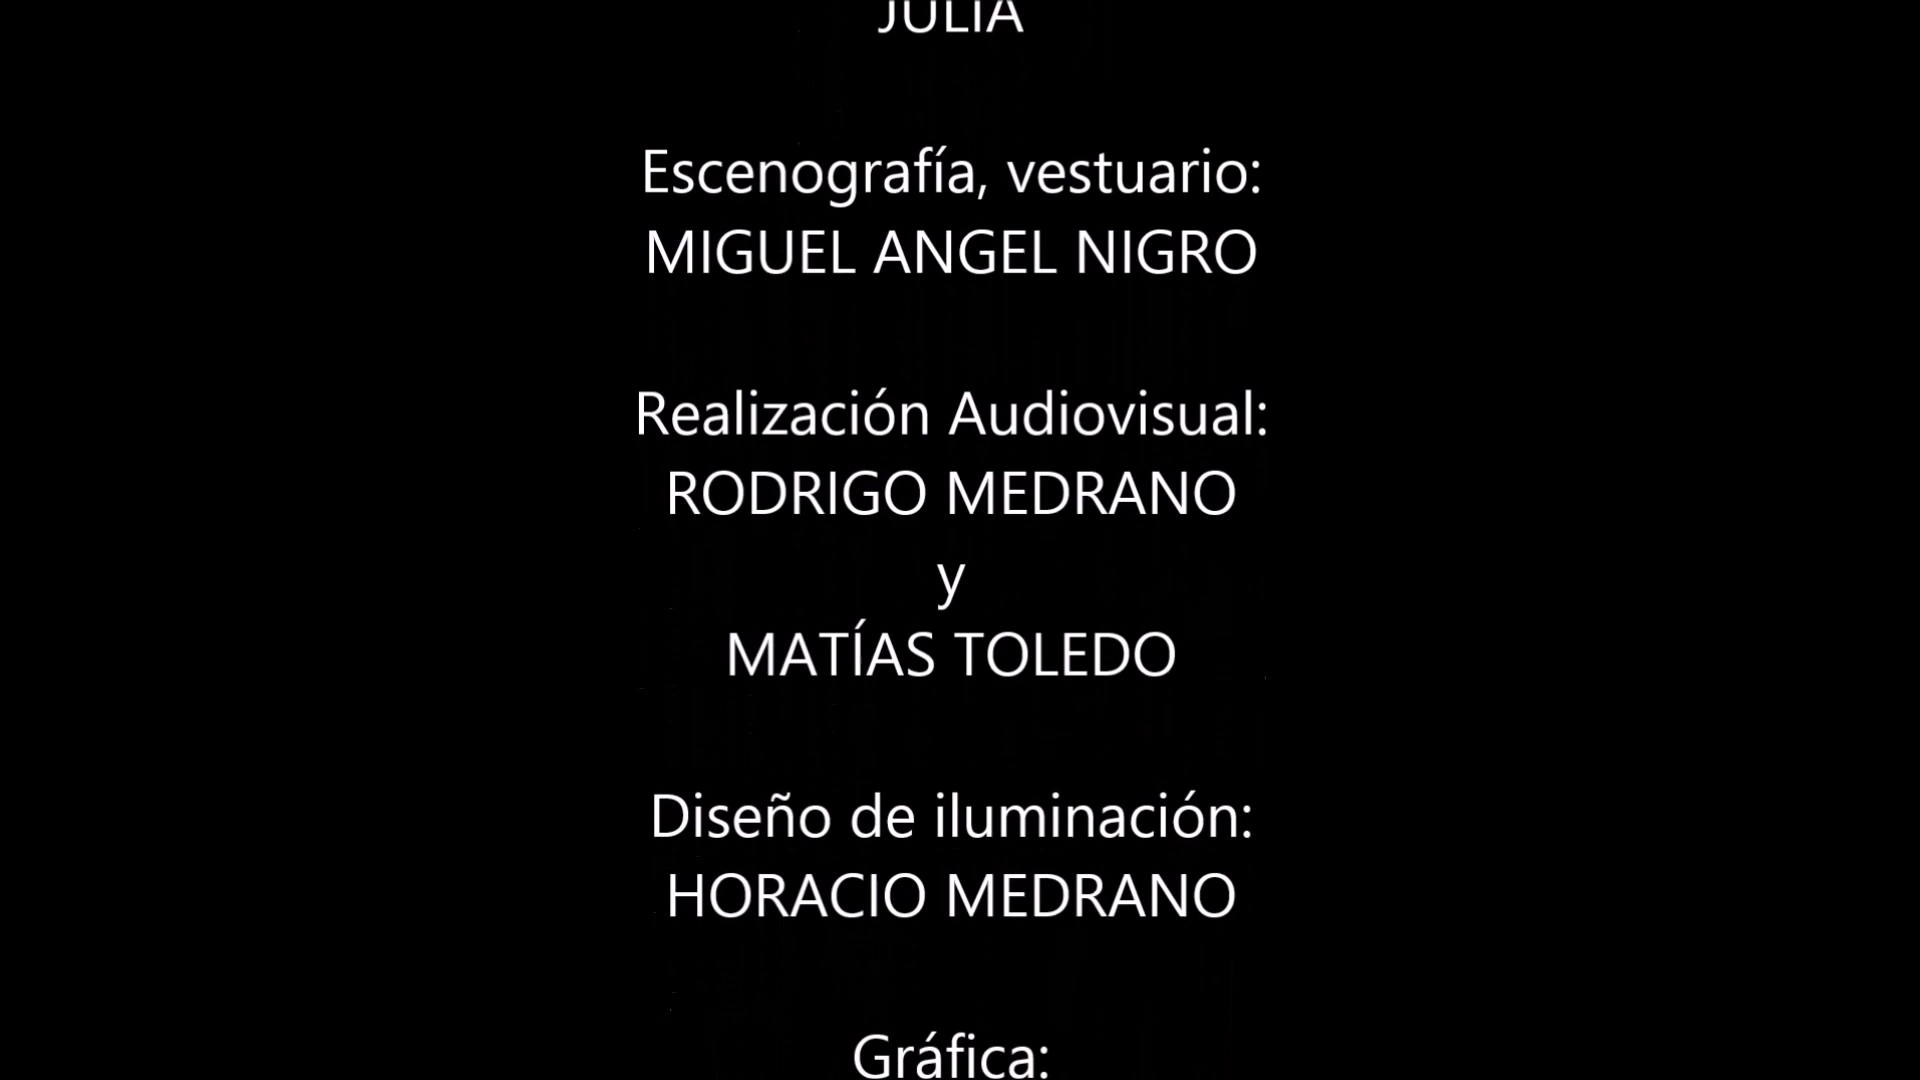 JULIA
Escenografía, vestuario:
MIGUEL ANGEL NIGRO
Realización Audiovisual:
RODRIGO MEDRANO
y
MATÍAS TOLEDO
Diseño de iluminación:
HORACIO MEDRANO
Gráfica: